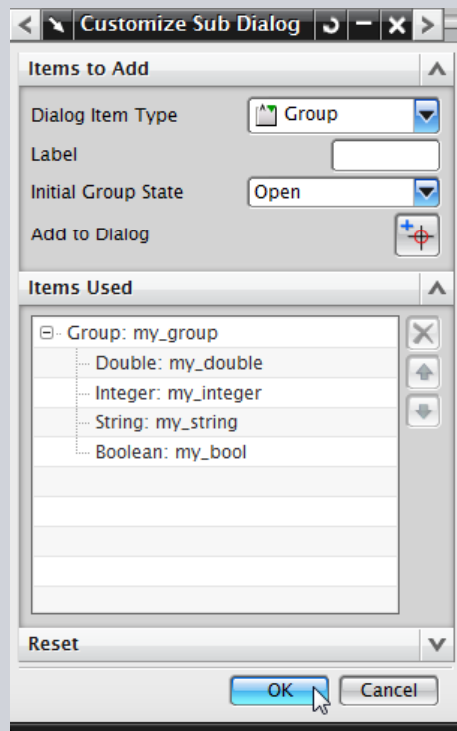 Customize Sub Dialog
Items to Add
Dialog Item Type Group
Label
Initial Group State Open
Add to Dialog
Items Used
Group: my_group
Double: my_double
Integer: my_integer
String: my_string
Boolean: my_bool
Reset
OK Cancel